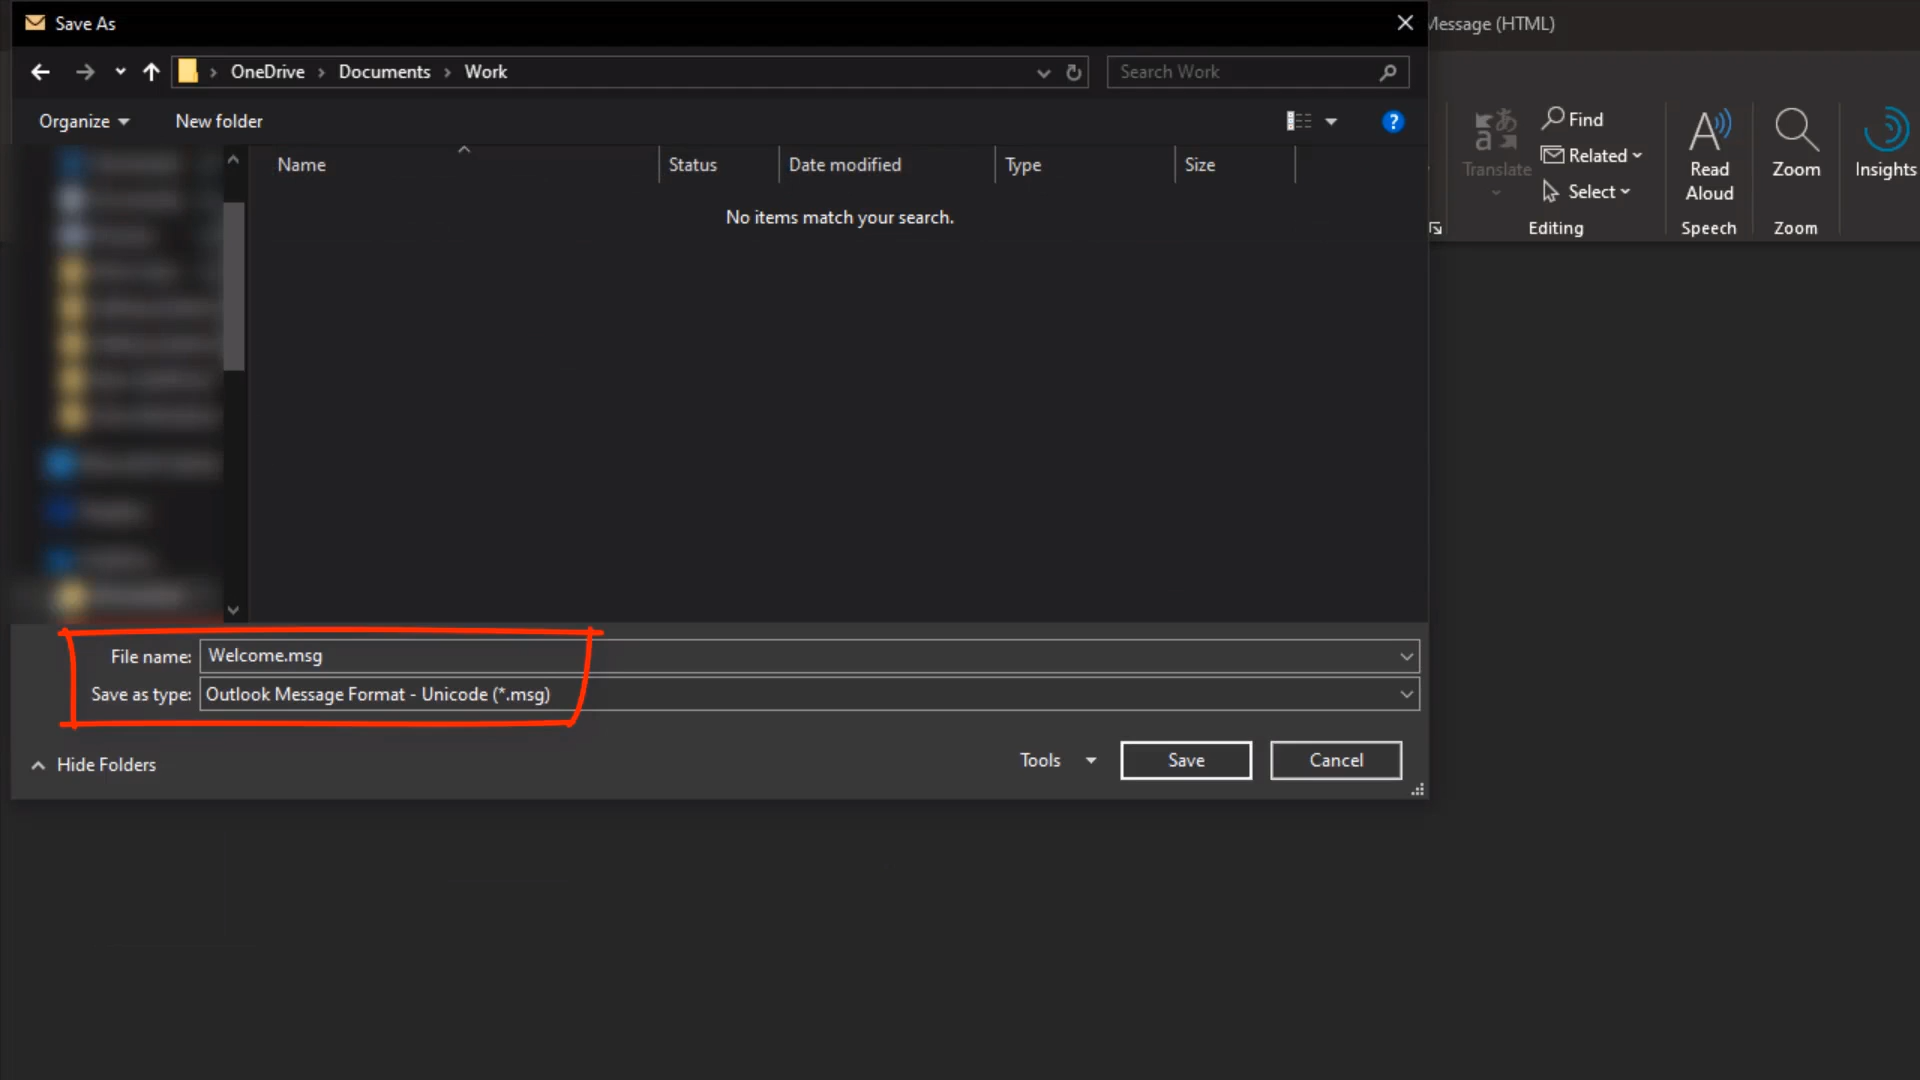 Save As
Message (HTML)
OneDrive > Documents > Work
Search Work
Organize
New folder
?
Name
Status
Date modified
Type
Size
No items match your search.
Translate
Find
Related
Select
Editing
Read
Aloud
Speech
Zoom
Zoom
Insights
File name: Welcome.msg
Save as type: Outlook Message Format - Unicode (*.msg)
Hide Folders
Tools
Save
Cancel